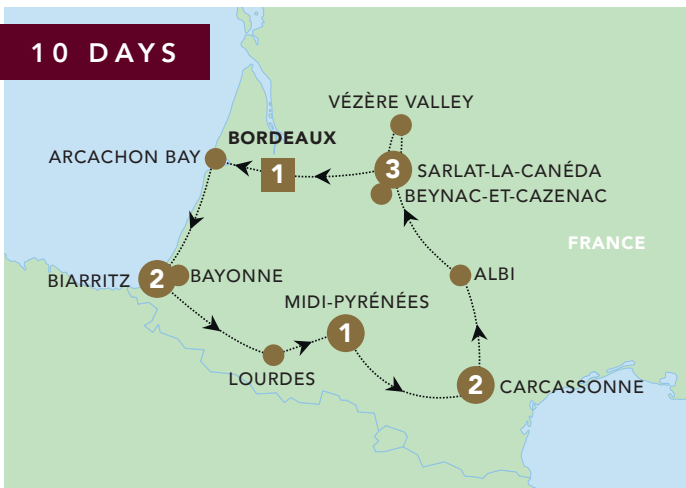 10 DAYS
VÉZÈRE VALLEY
BORDEAUX
ARCACHON BAY
1
3
SARLAT-LA-CANÉDA
BEYNAC-ET-CAZENAC
FRANCE
BIARRITZ
2
BAYONNE
ALBI
MIDI-PYRÉNÉES
1
LOURDES
2
CARCASSONNE